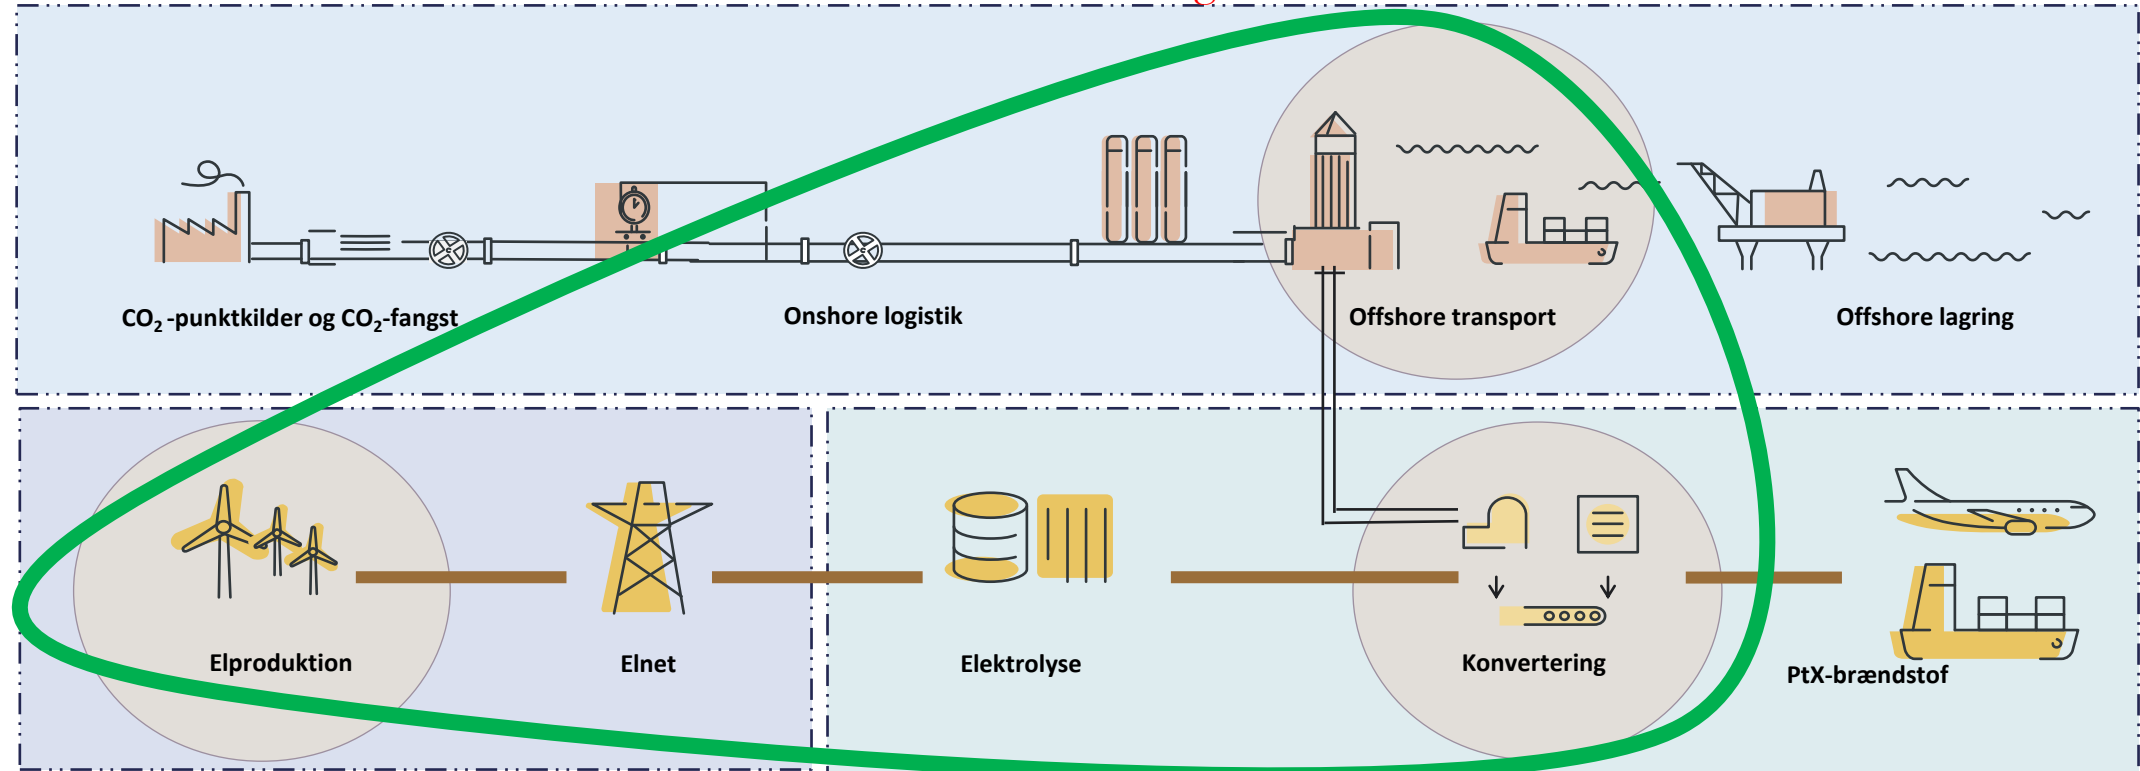 CO₂ -punktkilder og CO₂-fangst
Onshore logistik
Offshore transport
Offshore lagring
Elproduktion
Elnet
Elektrolyse
Konvertering
PtX-brændstof